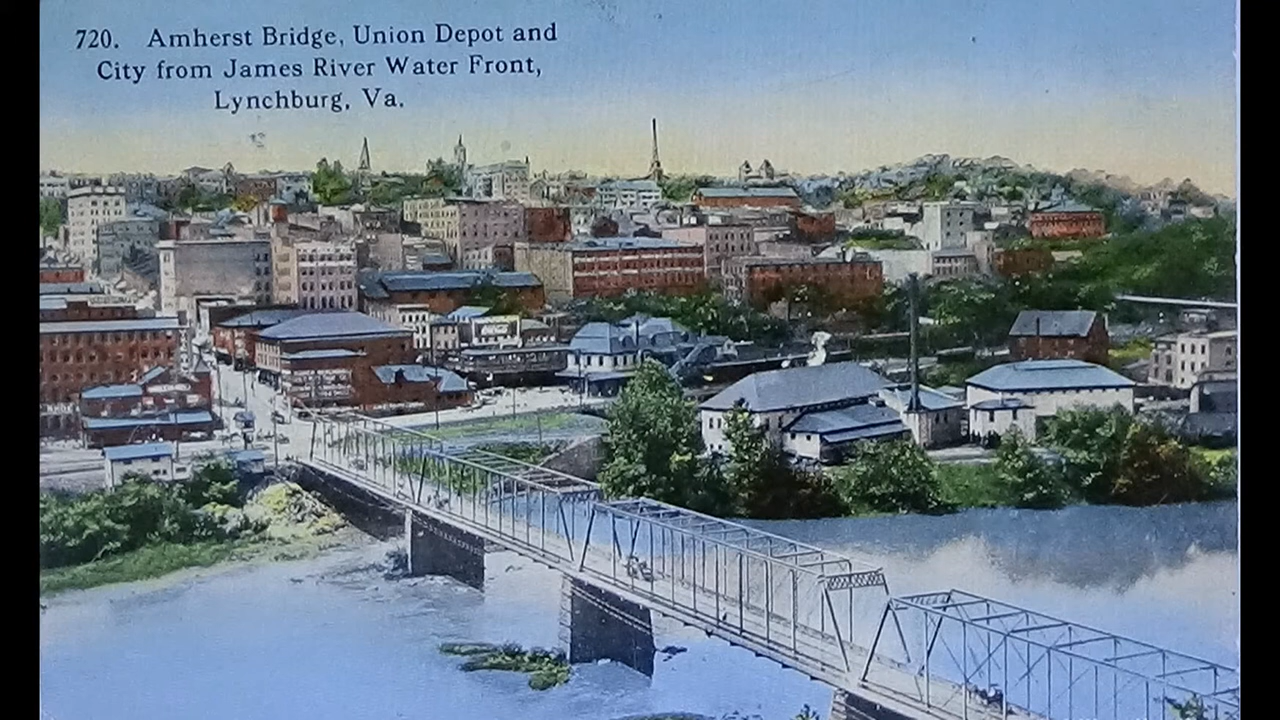 720. Amherst Bridge, Union Depot and
City from James River Water Front,
Lynchburg, Va.